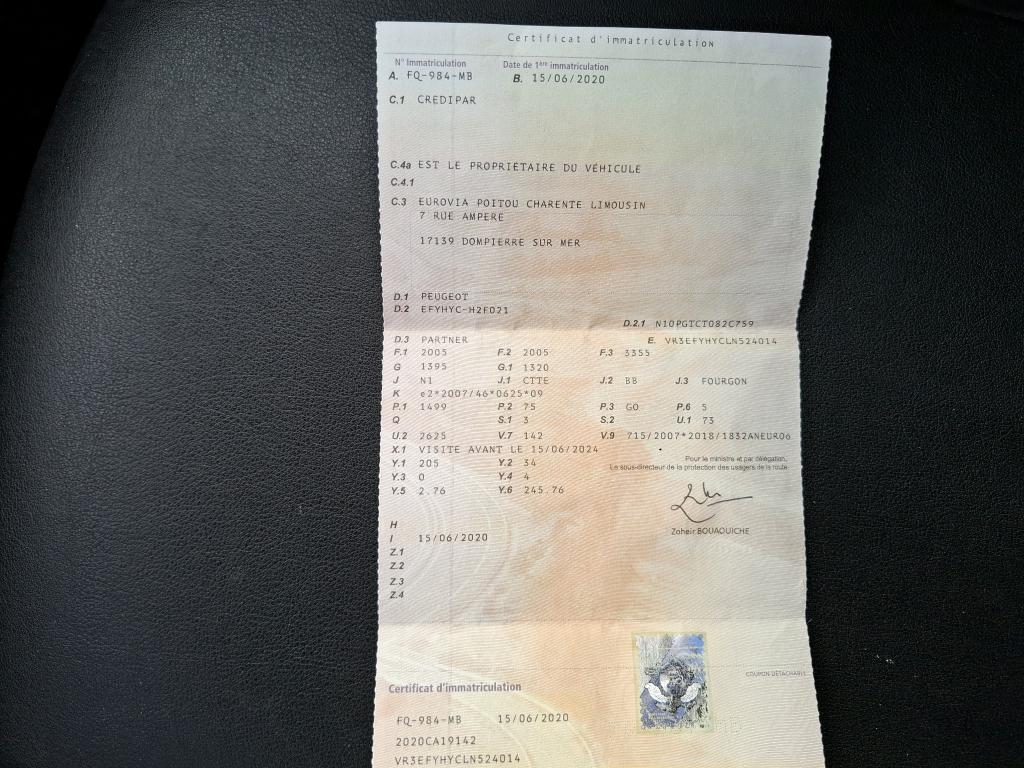 Certificat d'immatriculation
N° Immatriculation Date de 1ère immatriculation
A. FQ-984-MB B. 15/06/2020
C.1 CREDIPAR
C.4a EST LE PROPRIÉTAIRE DU VÉHICULE
C.4.1
C.3 EUROVIA POITOU CHARENTE LIMOUSIN
7 RUE AMPERE
17139 DOMPIERRE SUR MER
D.1 PEUGEOT
D.2 EFYHYC-H2F021
D.2.1 N10PGTCT082C759
D.3 PARTNER E. VR3EFYHYCLN524014
F.1 2005 F.2 2005 F.3 3355
G 1395 G.1 1320
J N1 J.1 CTTE J.2 BB J.3 FOURGON
K e2*2007/46*0625*09
P.1 1499 P.2 75 P.3 GO P.6 5
Q S.1 3 S.2 U.1 73
U.2 2625 V.7 142 V.9 715/2007*2018/1832ANEURO6
X.1 VISITE AVANT LE 15/06/2024
Y.1 205 Y.2 34
Y.3 0 Y.4 4
Y.5 2.76 Y.6 245.76
Pour le ministre et par délégation,
Le sous-directeur de la protection des usagers de la route
Zaheir BOUAOUICHE
H
I 15/06/2020
Z.1
Z.2
Z.3
Z.4
COUPON DÉTACHABLE
Certificat d'immatriculation
FQ-984-MB 15/06/2020
2020CA19142
VR3EFYHYCLN524014